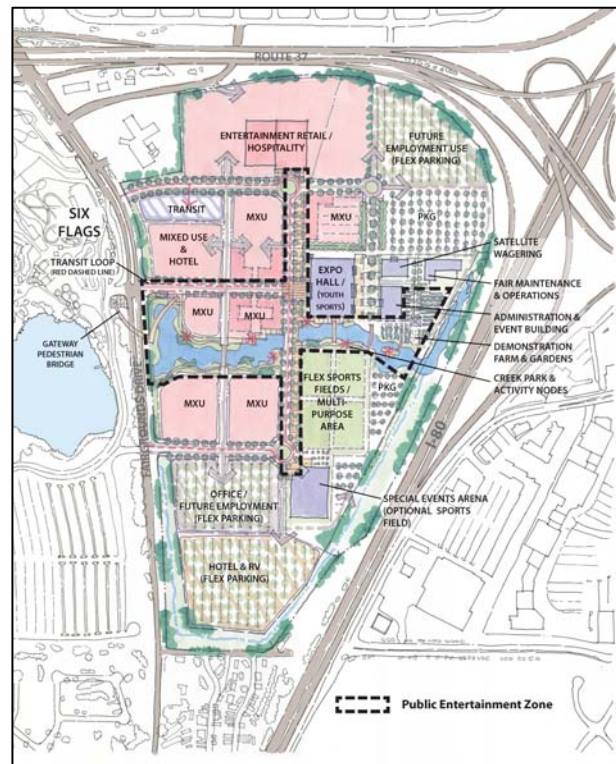 ROUTE 37
ENTERTAINMENT RETAIL /
HOSPITALITY
FUTURE
EMPLOYMENT USE
(FLEX PARKING)
SIX
FLAGS
TRANSIT
MXU
MXU
PKG
SATELLITE
WAGERING
MIXED USE
&
HOTEL
TRANSIT LOOP
(RED DASHED LINE)
EXPO
HALL /
(YOUTH
SPORTS)
FAIR MAINTENANCE
& OPERATIONS
ADMINISTRATION &
EVENT BUILDING
MXU
MXU
DEMONSTRATION
FARM & GARDENS
GATEWAY
PEDESTRIAN
BRIDGE
CREEK PARK &
ACTIVITY NODES
FAIRGROUNDS DRIVE
MXU
MXU
FLEX SPORTS
FIELDS /
MULTI-
PURPOSE
AREA
PKG
I-80
OFFICE /
FUTURE EMPLOYMENT
(FLEX PARKING)
SPECIAL EVENTS ARENA
(OPTIONAL SPORTS
FIELD)
HOTEL & RV
(FLEX PARKING)
Public Entertainment Zone